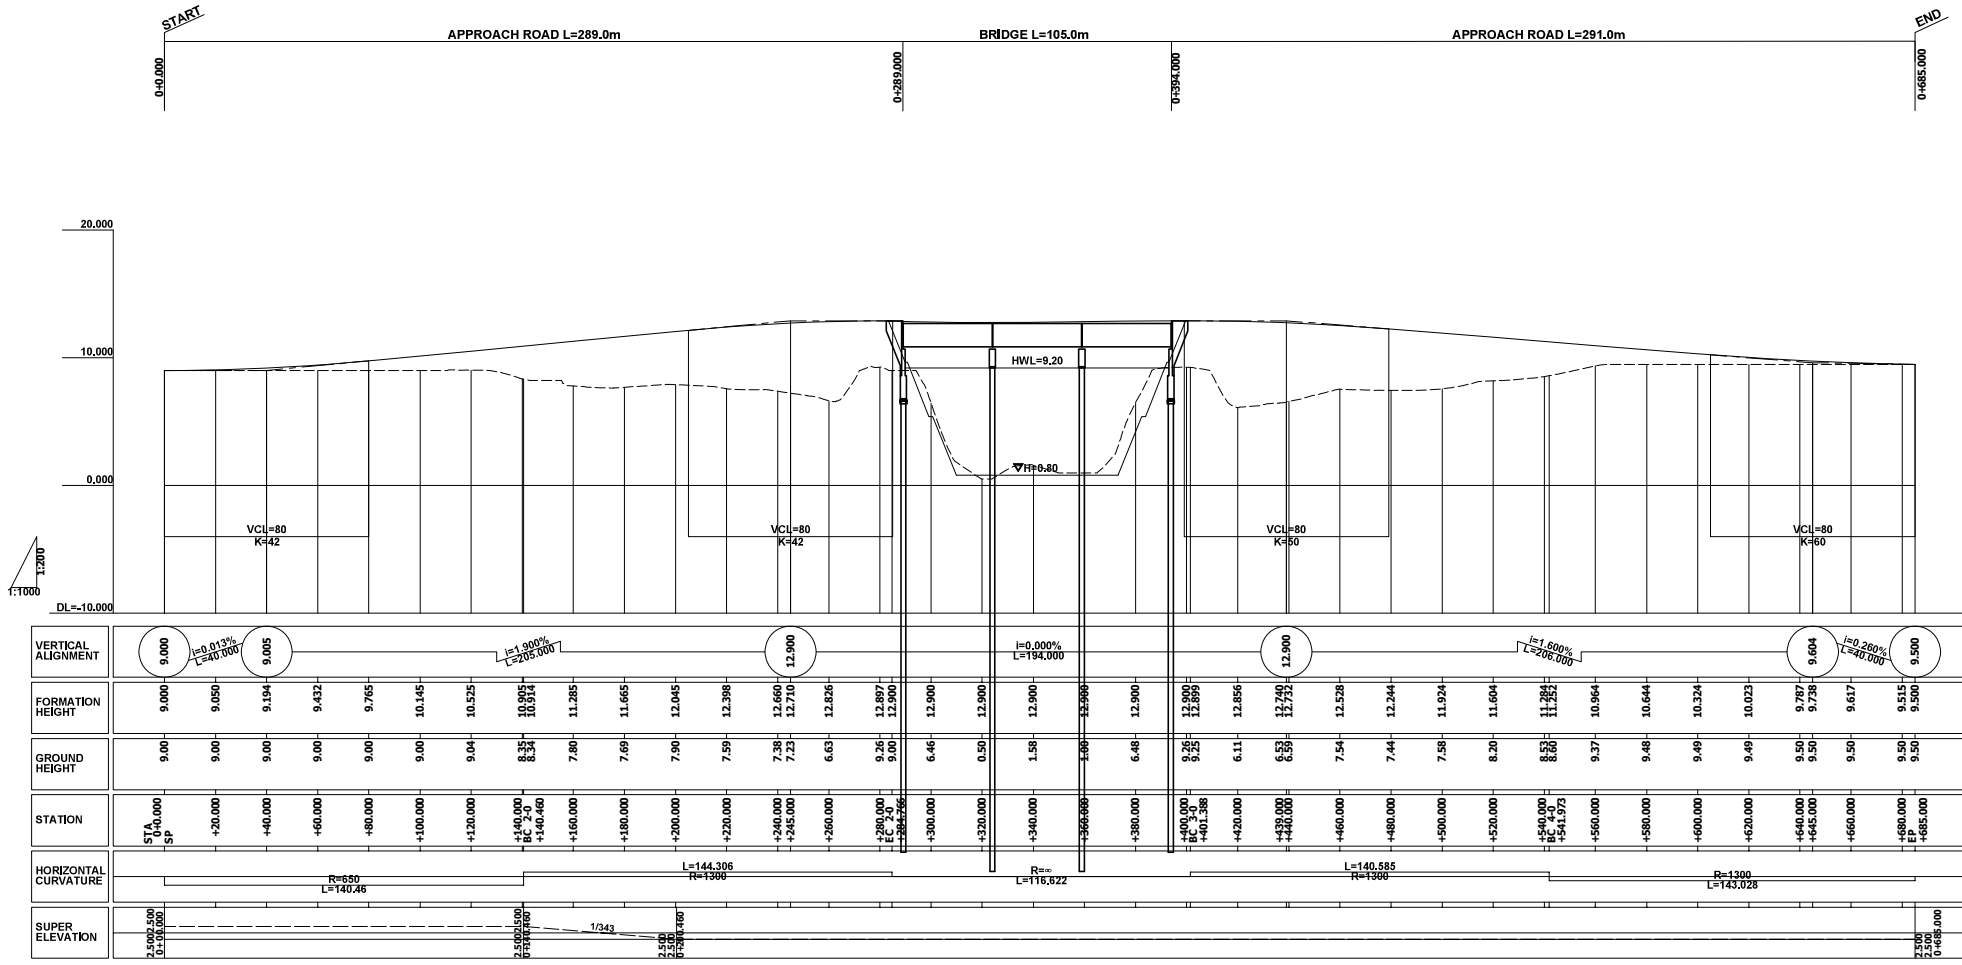 START
END
APPROACH ROAD L=289.0m
BRIDGE L=105.0m
APPROACH ROAD L=291.0m
0+0.000
0+289.000
0+394.000
0+685.000
20.000
10.000
0.000
DL=-10.000
1:200
1:1000
HWL=9.20
H=0.80
VCL=80
K=42
VCL=80
K=42
VCL=80
K=50
VCL=80
K=60
VERTICAL
ALIGNMENT
9.000
i=0.013%
L=40.000
9.005
i=1.900%
L=205.000
12.900
i=0.000%
L=194.000
12.900
i=1.600%
L=206.000
9.604
i=0.260%
L=40.000
9.500
FORMATION
HEIGHT
9.000
9.050
9.194
9.432
9.765
10.145
10.525
10.905
10.914
11.285
11.665
12.045
12.398
12.660
12.710
12.826
12.897
12.900
12.900
12.900
12.900
12.900
12.900
12.900
12.899
12.856
12.740
12.732
12.528
12.244
11.924
11.604
11.284
11.252
10.964
10.644
10.324
10.023
9.787
9.738
9.617
9.515
9.500
GROUND
HEIGHT
9.00
9.00
9.00
9.00
9.00
9.00
9.04
8.35
8.34
7.80
7.69
7.90
7.59
7.38
7.23
6.63
9.26
9.00
6.46
0.50
1.58
1.00
6.48
9.26
9.25
6.11
6.53
6.59
7.54
7.44
7.58
8.20
8.53
8.60
9.37
9.48
9.49
9.49
9.50
9.50
9.50
9.50
9.50
STATION
STA
0+0.000
SP
+20.000
+40.000
+60.000
+80.000
+100.000
+120.000
+140.000
BC 2-0
+140.460
+160.000
+180.000
+200.000
+220.000
+240.000
+245.000
+260.000
+280.000
EC 2-0
+284.766
+300.000
+320.000
+340.000
+360.000
+380.000
+400.000
BC 3-0
+401.388
+420.000
+439.000
+440.000
+460.000
+480.000
+500.000
+520.000
+540.000
BC 4-0
+541.973
+560.000
+580.000
+600.000
+620.000
+640.000
+645.000
+660.000
+680.000
EP
+685.000
HORIZONTAL
CURVATURE
R=650
L=140.46
L=144.306
R=1300
R=∞
L=116.622
L=140.585
R=1300
R=1300
L=143.028
SUPER
ELEVATION
2.500
2.500
0+00.000
2.500
2.500
0+140.460
1/343
2.500
2.500
0+200.460
2.500
2.500
0+685.000